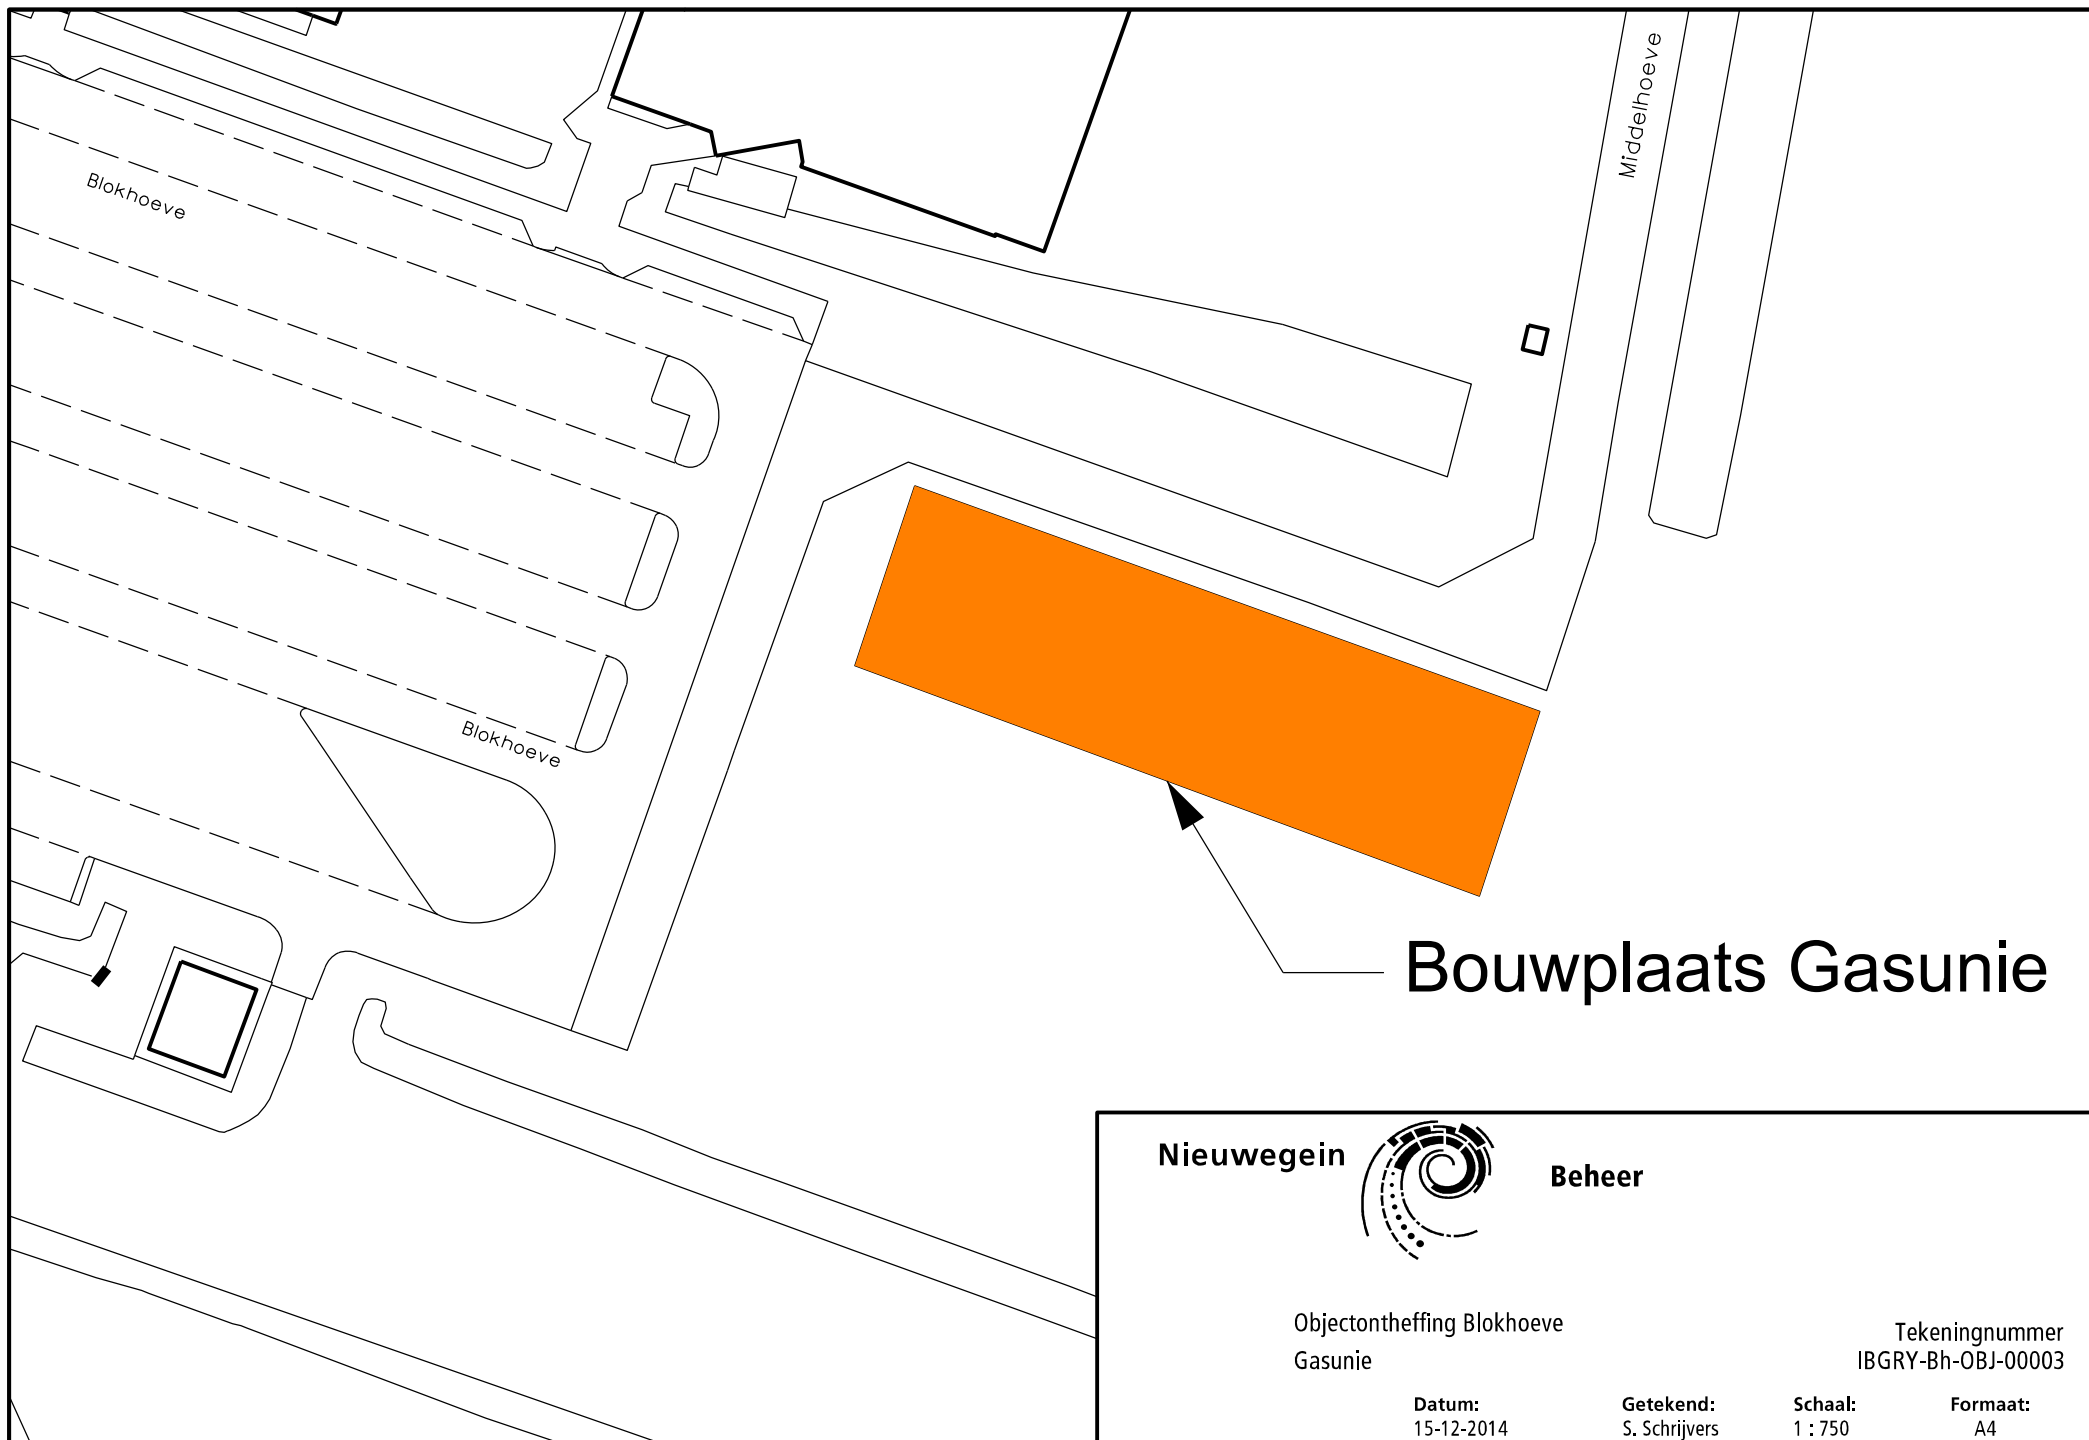 Middelhoeve
Blokhoeve
Blokhoeve
Bouwplaats Gasunie
Nieuwegein
Beheer
Objectontheffing Blokhoeve
Gasunie
Tekeningnummer
IBGRY-Bh-OBJ-00003
Datum: Getekend: Schaal: Formaat:
15-12-2014 S. Schrijvers 1 : 750 A4